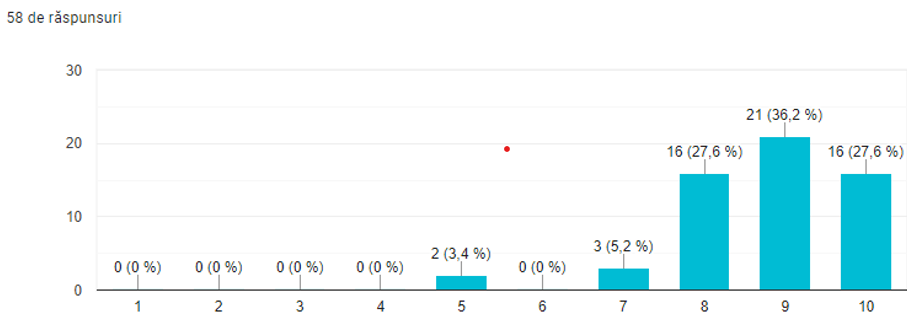 58 de răspunsuri
30
20
10
0
0 (0 %)
0 (0 %)
0 (0 %)
0 (0 %)
2 (3,4 %)
0 (0 %)
3 (5,2 %)
16 (27,6 %)
21 (36,2 %)
16 (27,6 %)
1 2 3 4 5 6 7 8 9 10